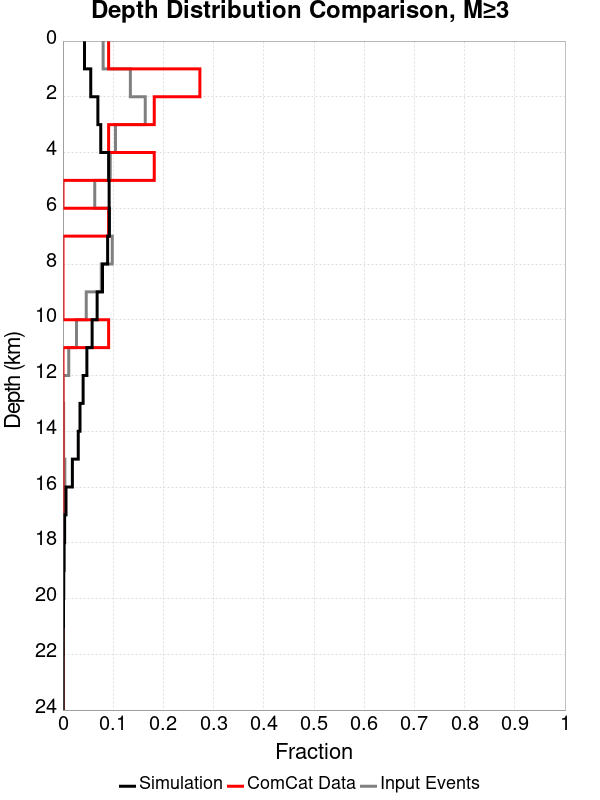 Depth Distribution Comparison, M≥3
0
2
4
6
8
10
12
14
16
18
20
22
24
Depth (km)
0 0.1 0.2 0.3 0.4 0.5 0.6 0.7 0.8 0.9 1
Fraction
Simulation ComCat Data Input Events